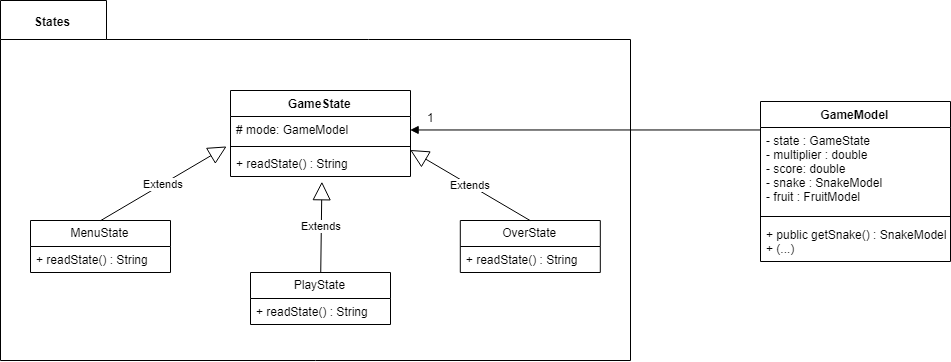 States
GameState
# mode: GameModel
+ readState() : String
1
GameModel
- state : GameState
- multiplier : double
- score: double
- snake : SnakeModel
- fruit : FruitModel
+ public getSnake() : SnakeModel
+ (...)
Extends
Extends
Extends
MenuState
+ readState() : String
PlayState
+ readState() : String
OverState
+ readState() : String